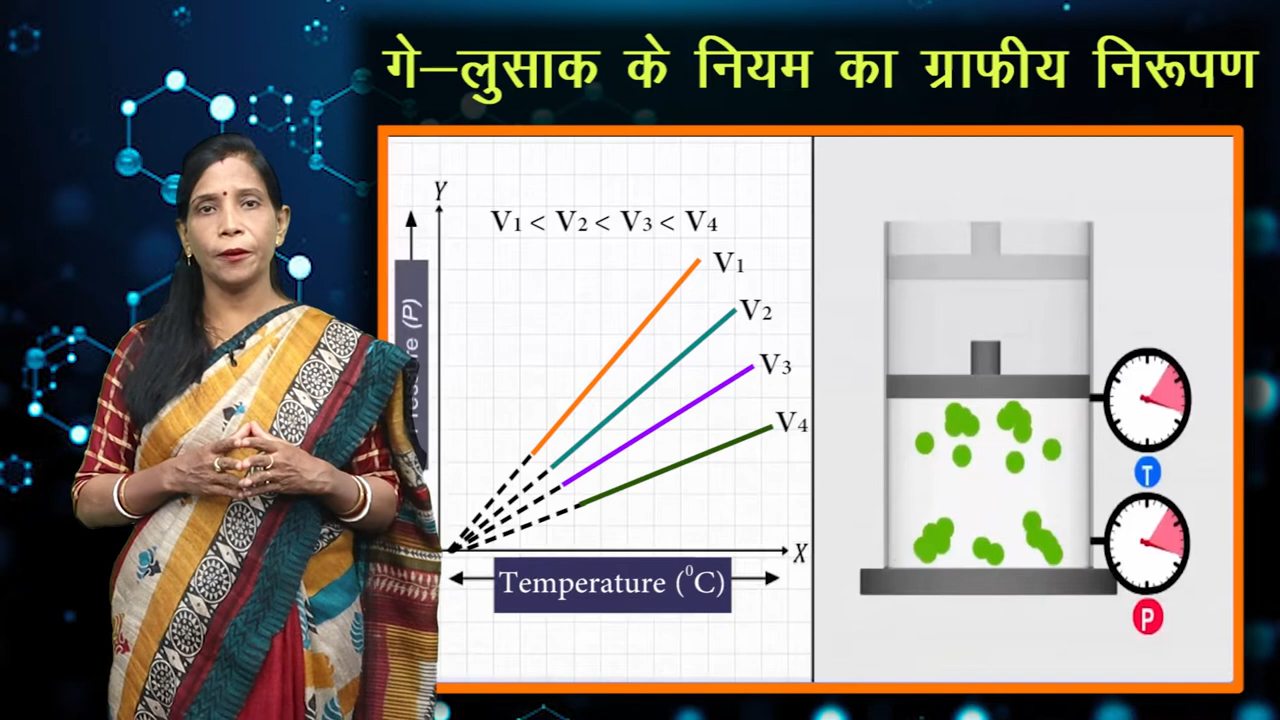 गे–लुसाक के नियम का ग्राफीय निरूपण
Y
V1 < V2 < V3 < V4
V1
V2
V3
V4
(P)
X
Temperature (⁰C)
T
P